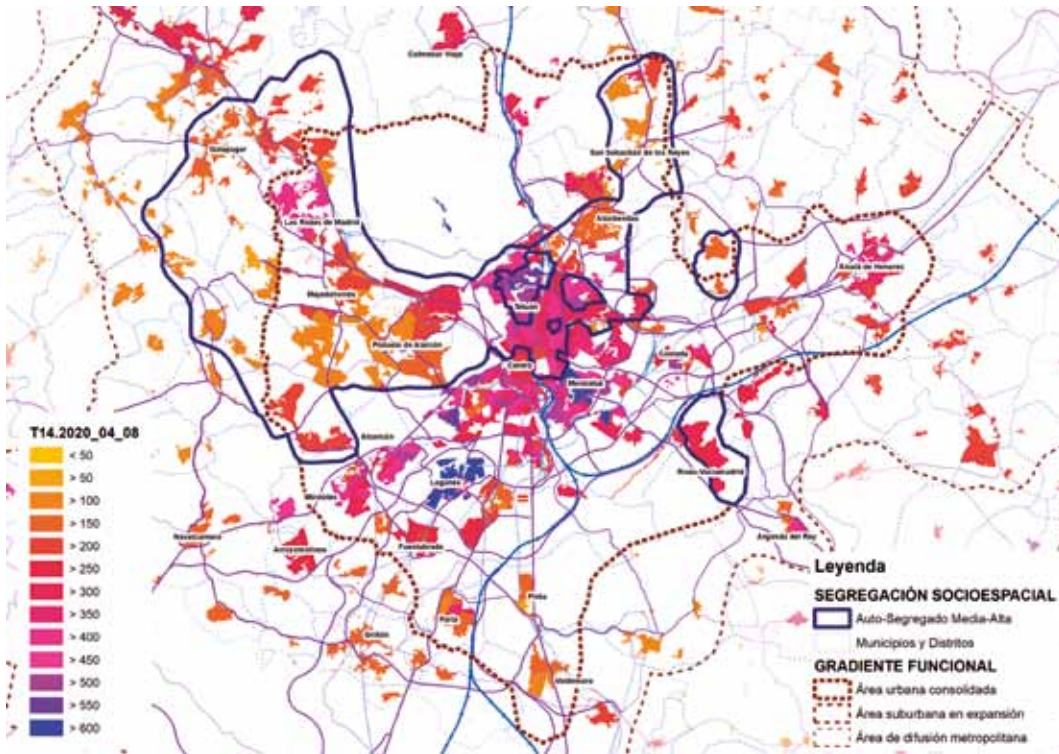 Colmenar Viejo
San Sebastián de los Reyes
Galapagar
Las Rozas de Madrid
Alcobendas
Alcalá de Henares
Majadahonda
Tetuán
Pozuelo de Alarcón
Coslada
Centro
Moratalaz
Alcorcón
Rivas-Vaciamadrid
Leganés
Móstoles
Navalcarnero
Arroyomolinos
Fuenlabrada
Arganda del Rey
Pinto
Parla
Griñón
Valdemoro
T14.2020_04_08
< 50
> 50
> 100
> 150
> 200
> 250
> 300
> 350
> 400
> 450
> 500
> 550
> 600
Leyenda
SEGREGACIÓN SOCIOESPACIAL
Auto-Segregado Media-Alta
Municipios y Distritos
GRADIENTE FUNCIONAL
Área urbana consolidada
Área suburbana en expansión
Área de difusión metropolitana